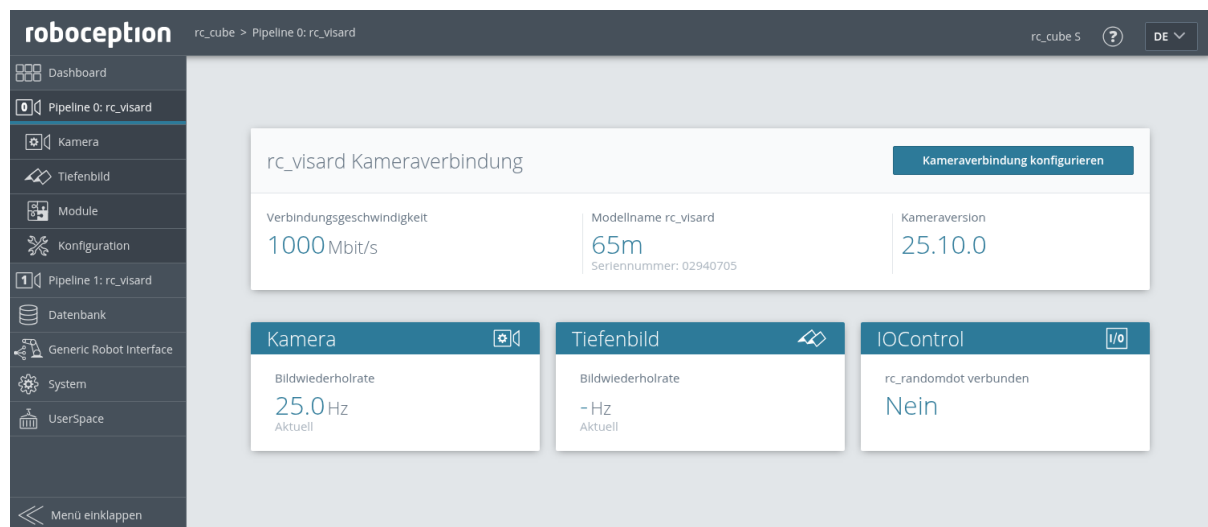 roboception
rc_cube > Pipeline 0: rc_visard
rc_cube S
?
DE
Dashboard
0 Pipeline 0: rc_visard
Kamera
Tiefenbild
Module
Konfiguration
1 Pipeline 1: rc_visard
Datenbank
Generic Robot Interface
System
UserSpace
Menü einklappen
rc_visard Kameraverbindung
Kameraverbindung konfigurieren
Verbindungsgeschwindigkeit
1000 Mbit/s
Modellname rc_visard
65m
Seriennummer: 02940705
Kameraversion
25.10.0
Kamera
Bildwiederholrate
25.0 Hz
Aktuell
Tiefenbild
Bildwiederholrate
- Hz
Aktuell
IOControl
I/O
rc_randomdot verbunden
Nein